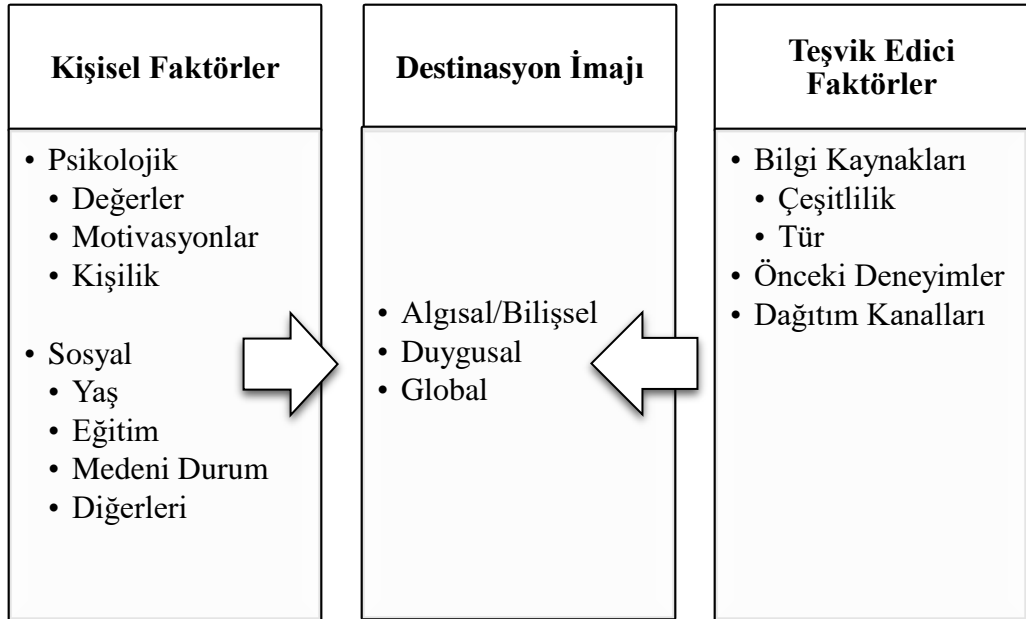 Kişisel Faktörler
• Psikolojik
• Değerler
• Motivasyonlar
• Kişilik
• Sosyal
• Yaş
• Eğitim
• Medeni Durum
• Diğerleri
Destinasyon İmajı
• Algısal/Bilişsel
• Duygusal
• Global
Teşvik Edici
Faktörler
• Bilgi Kaynakları
• Çeşitlilik
• Tür
• Önceki Deneyimler
• Dağıtım Kanalları